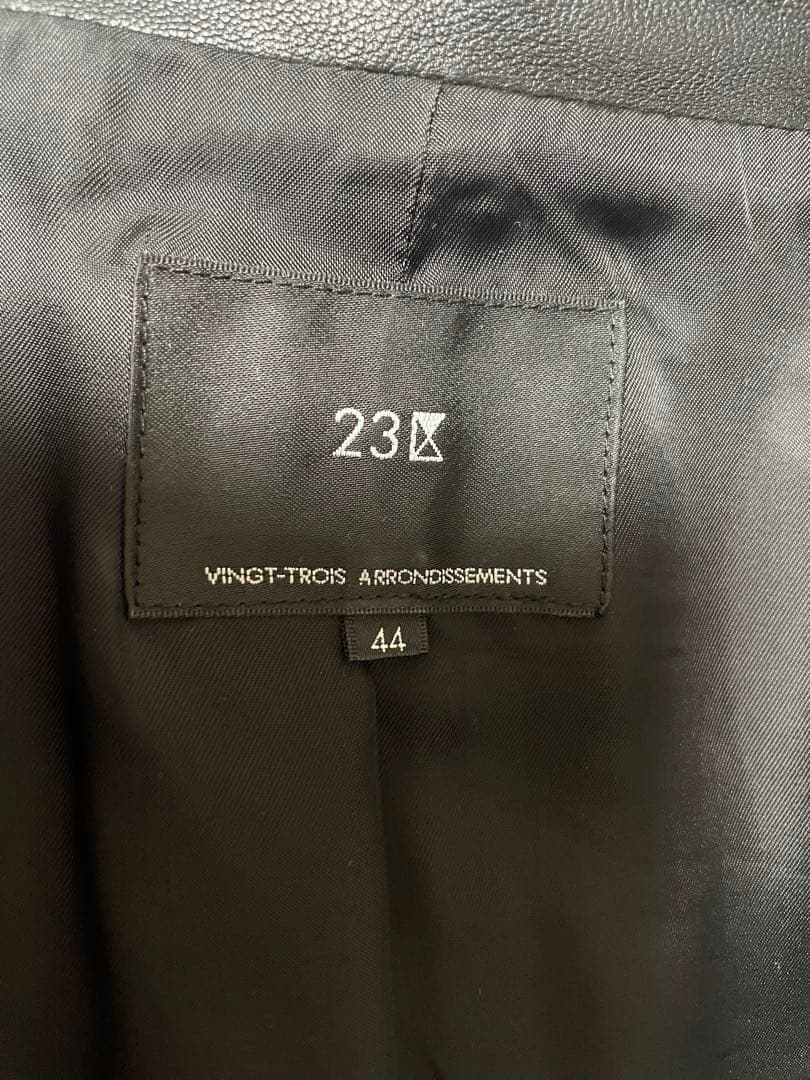 23区
VINGT-TROIS ARRONDISSEMENTS
44